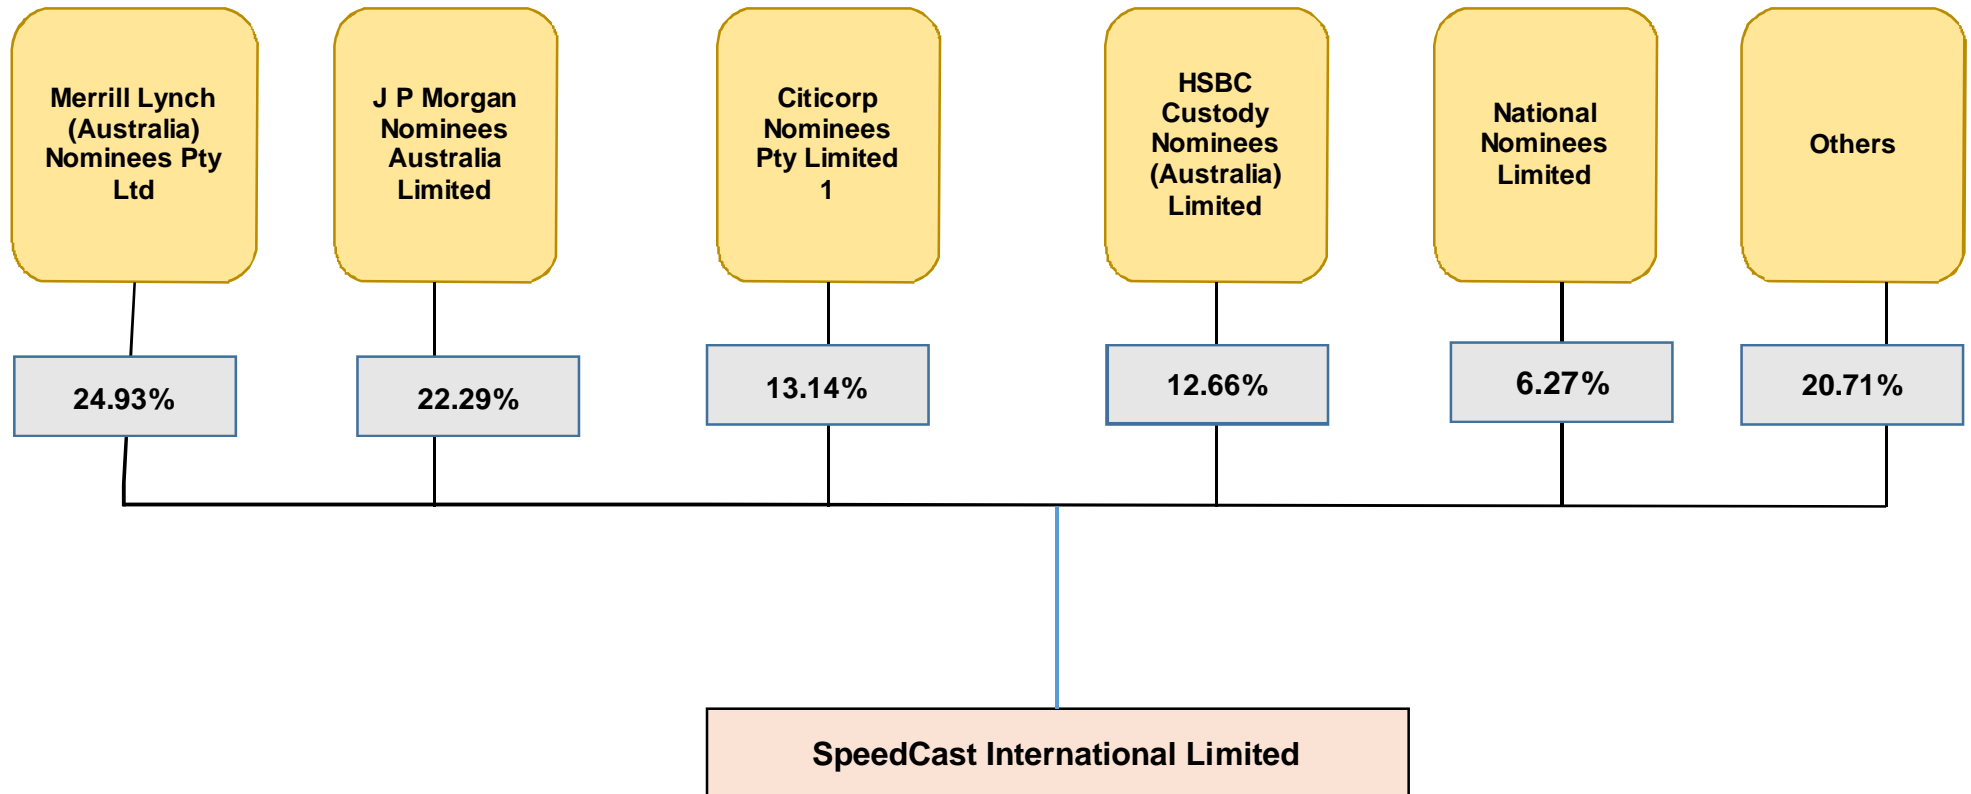 Merrill Lynch
(Australia)
Nominees Pty
Ltd
J P Morgan
Nominees
Australia
Limited
Citicorp
Nominees
Pty Limited
1
HSBC
Custody
Nominees
(Australia)
Limited
National
Nominees
Limited
Others
24.93%
22.29%
13.14%
12.66%
6.27%
20.71%
SpeedCast International Limited